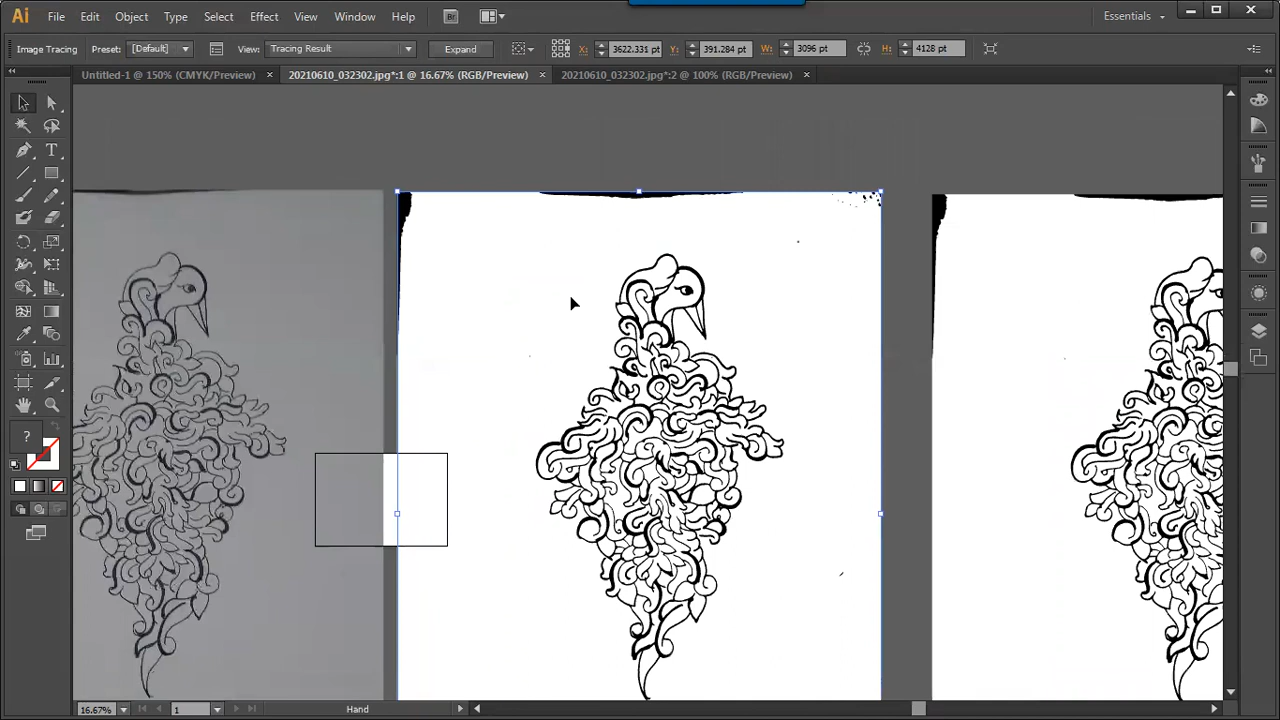 Ai File Edit Object Type Select Effect View Window Help Br Essentials
Image Tracing Preset: [Default] View: Tracing Result Expand X: 3622.331 pt Y: 391.284 pt W: 3096 pt H: 4128 pt
Untitled-1 @ 150% (CMYK/Preview) 20210610_032302.jpg*:1 @ 16.67% (RGB/Preview) 20210610_032302.jpg*:2 @ 100% (RGB/Preview)
T
?
16.67% 1 Hand